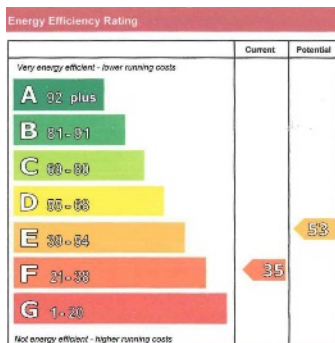 Energy Efficiency Rating
Current Potential
Very energy efficient - lower running costs
A 92 plus
B 81 - 91
C 69 - 80
D 55 - 68
E 39 - 54
53
F 21 - 38
35
G 1 - 20
Not energy efficient - higher running costs